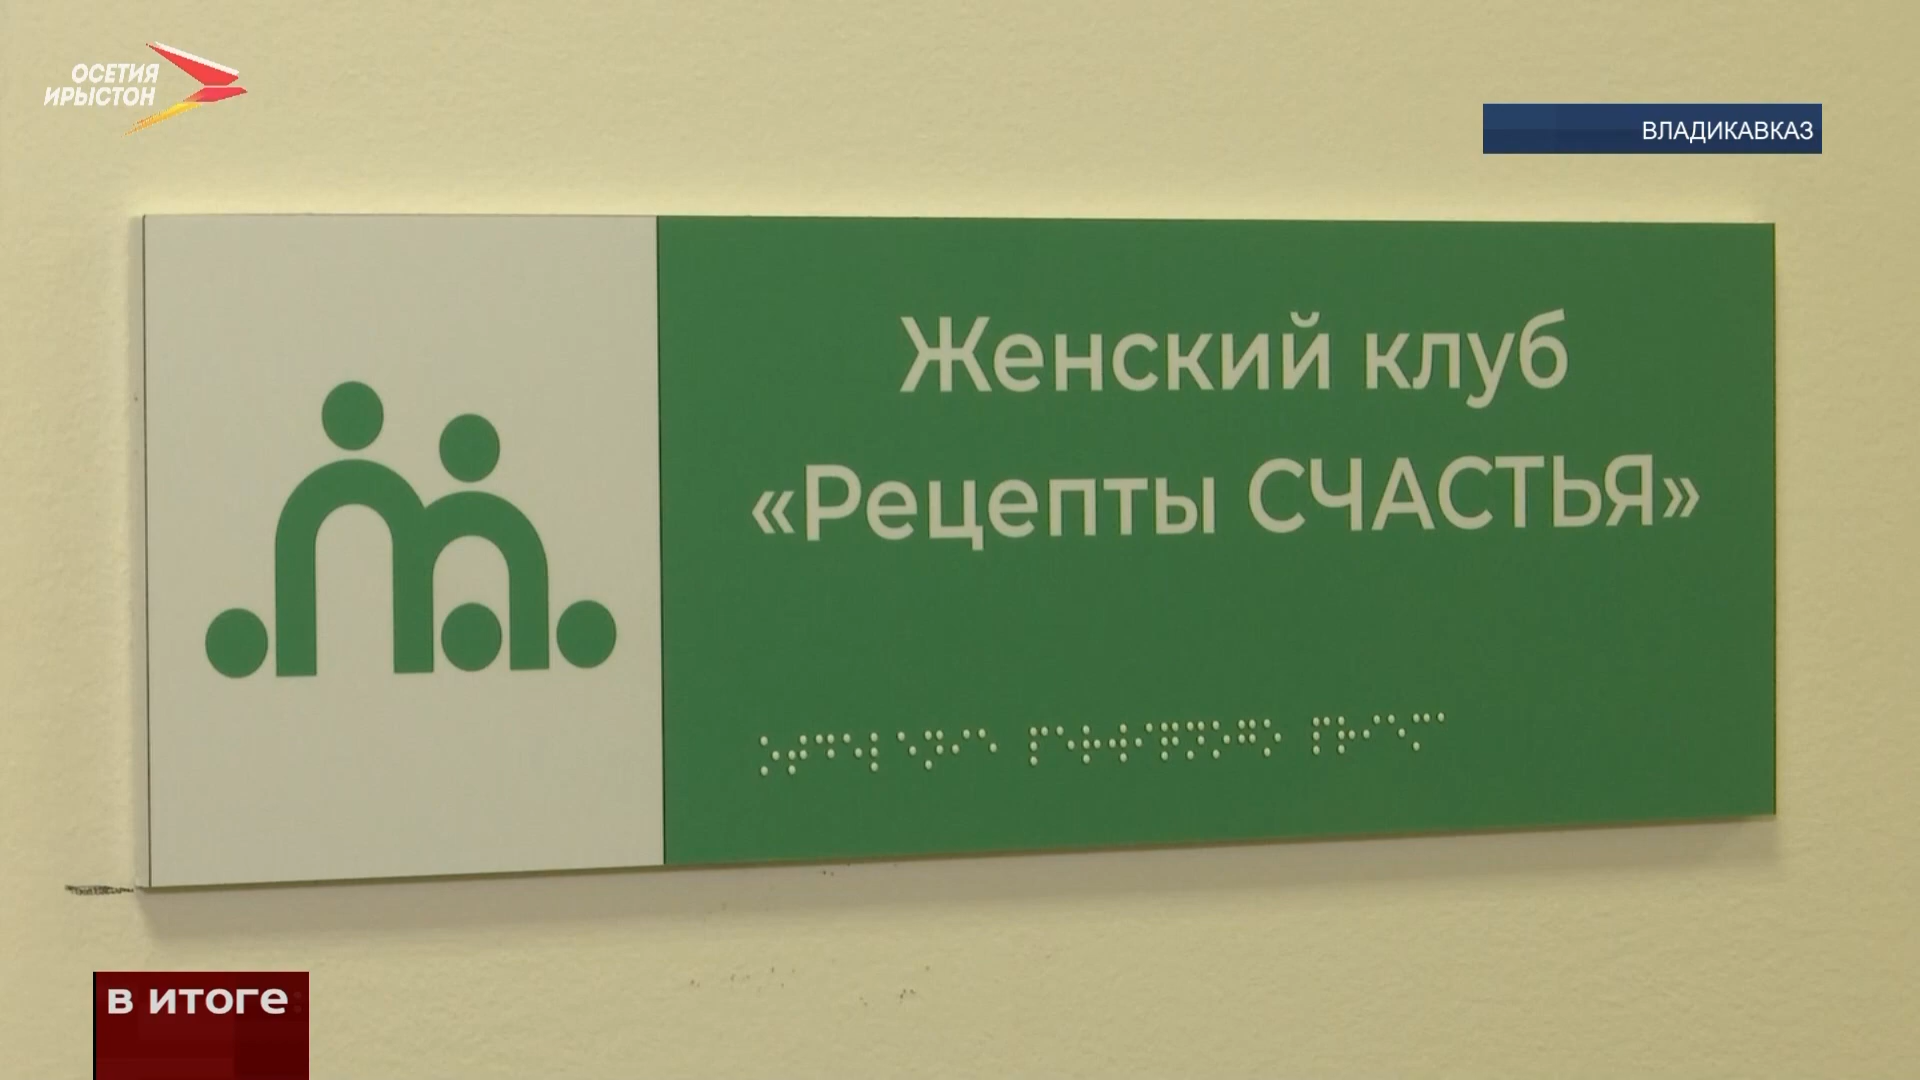 ОСЕТИЯ
ИРЫСТОН
ВЛАДИКАВКАЗ
Женский клуб
«Рецепты СЧАСТЬЯ»
в итоге